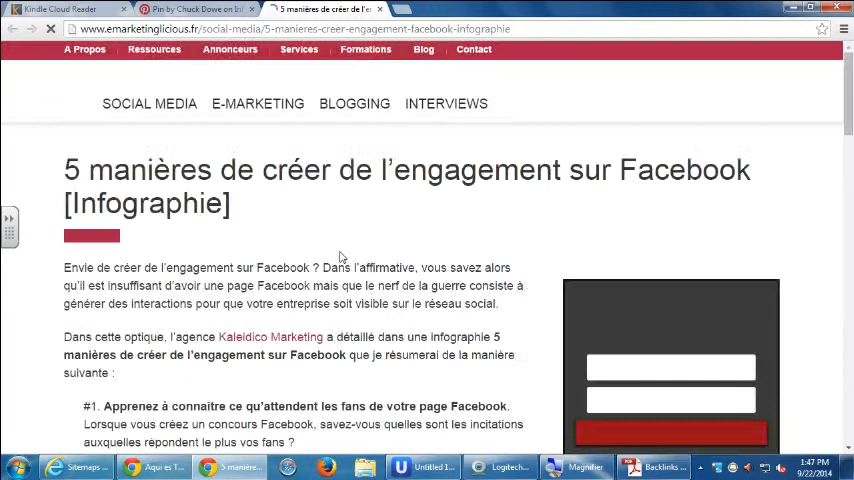 Kindle Cloud Reader
Pin by Chuck Dowe on Inf
5 manières de créer de l'e
www.emarketinglicious.fr/social-media/5-manieres-creer-engagement-facebook-infographie
A Propos Ressources Annonceurs Services Formations Blog Contact
SOCIAL MEDIA E-MARKETING BLOGGING INTERVIEWS
5 manières de créer de l'engagement sur Facebook
[Infographie]
Envie de créer de l'engagement sur Facebook ? Dans l'affirmative, vous savez alors
qu'il est insuffisant d'avoir une page Facebook mais que le nerf de la guerre consiste à
générer des interactions pour que votre entreprise soit visible sur le réseau social.
Dans cette optique, l'agence Kaleidico Marketing a détaillé dans une infographie 5
manières de créer de l'engagement sur Facebook que je résumerai de la manière
suivante :
#1. Apprenez à connaître ce qu'attendent les fans de votre page Facebook.
Lorsque vous créez un concours Facebook, savez-vous quelles sont les incitations
auxquelles répondent le plus vos fans ?
Sitemaps ... Aqui es T... 5 manière... Untitled 1... Logitech... Magnifier Backlinks ... 1:47 PM
9/22/2014